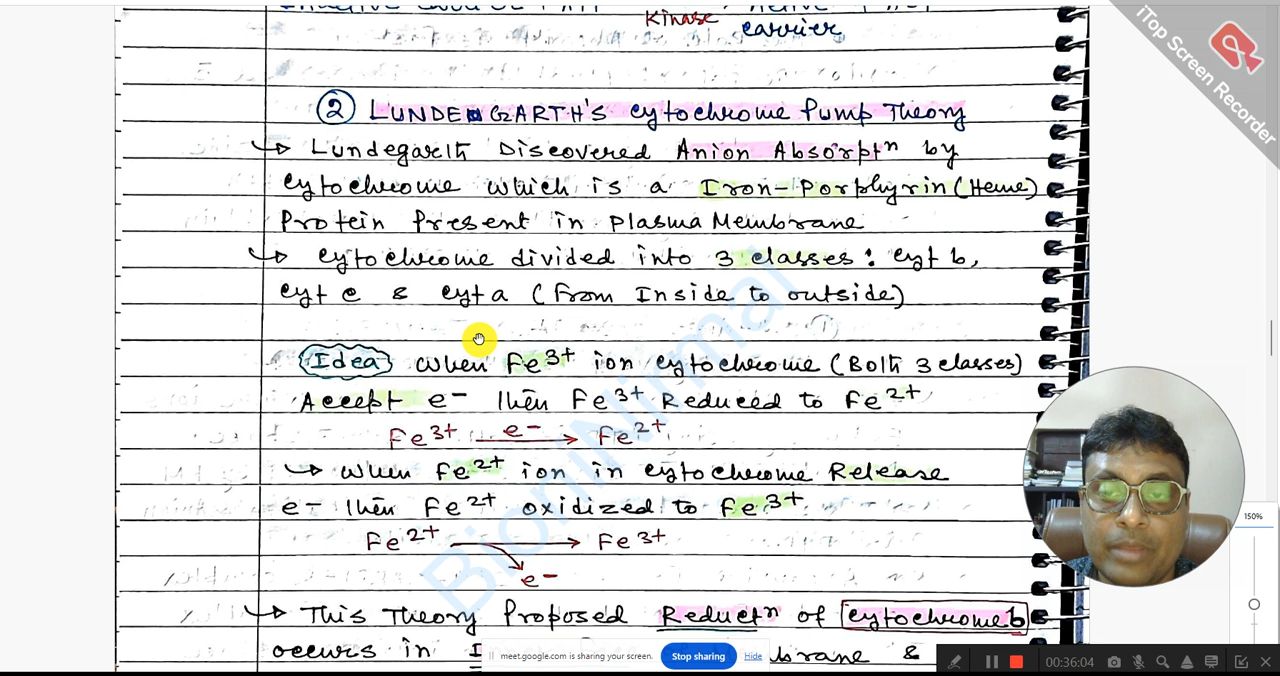 Kinase
carrier
② LUNDEGARTH'S cytochrome Pump Theory
↳ Lundegarth Discovered Anion Absorptⁿ by
cytochrome which is a Iron-Porphyrin (Heme)
Protein Present in Plasma Membrane
↳ cytochrome divided into 3 classes : cyt b,
cyt c & cyt a (From Inside to outside)
Idea when Fe³⁺ ion cytochrome (Both 3 classes)
Accept e⁻ then Fe³⁺ Reduced to Fe²⁺
Fe³⁺ e⁻→ Fe²⁺
↳ when Fe²⁺ ion in cytochrome Release
e⁻ then Fe²⁺ oxidized to Fe³⁺
Fe²⁺ → Fe³⁺
e⁻
↳ This Theory Proposed Reductⁿ of cytochrome b
occurs in
brane &
iTop Screen Recorder
150%
meet.google.com is sharing your screen. Stop sharing Hide
00:36:04